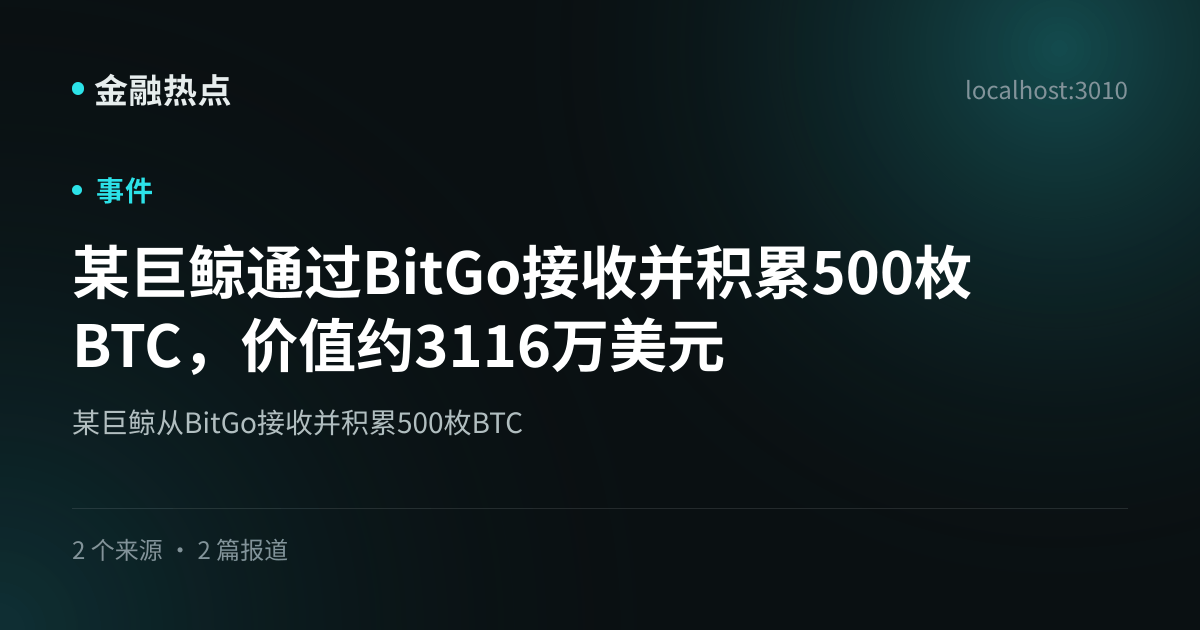 金融热点
localhost:3010
事件
某巨鲸通过BitGo接收并积累500枚
BTC，价值约3116万美元
某巨鲸从BitGo接收并积累500枚BTC
2 个来源 · 2 篇报道